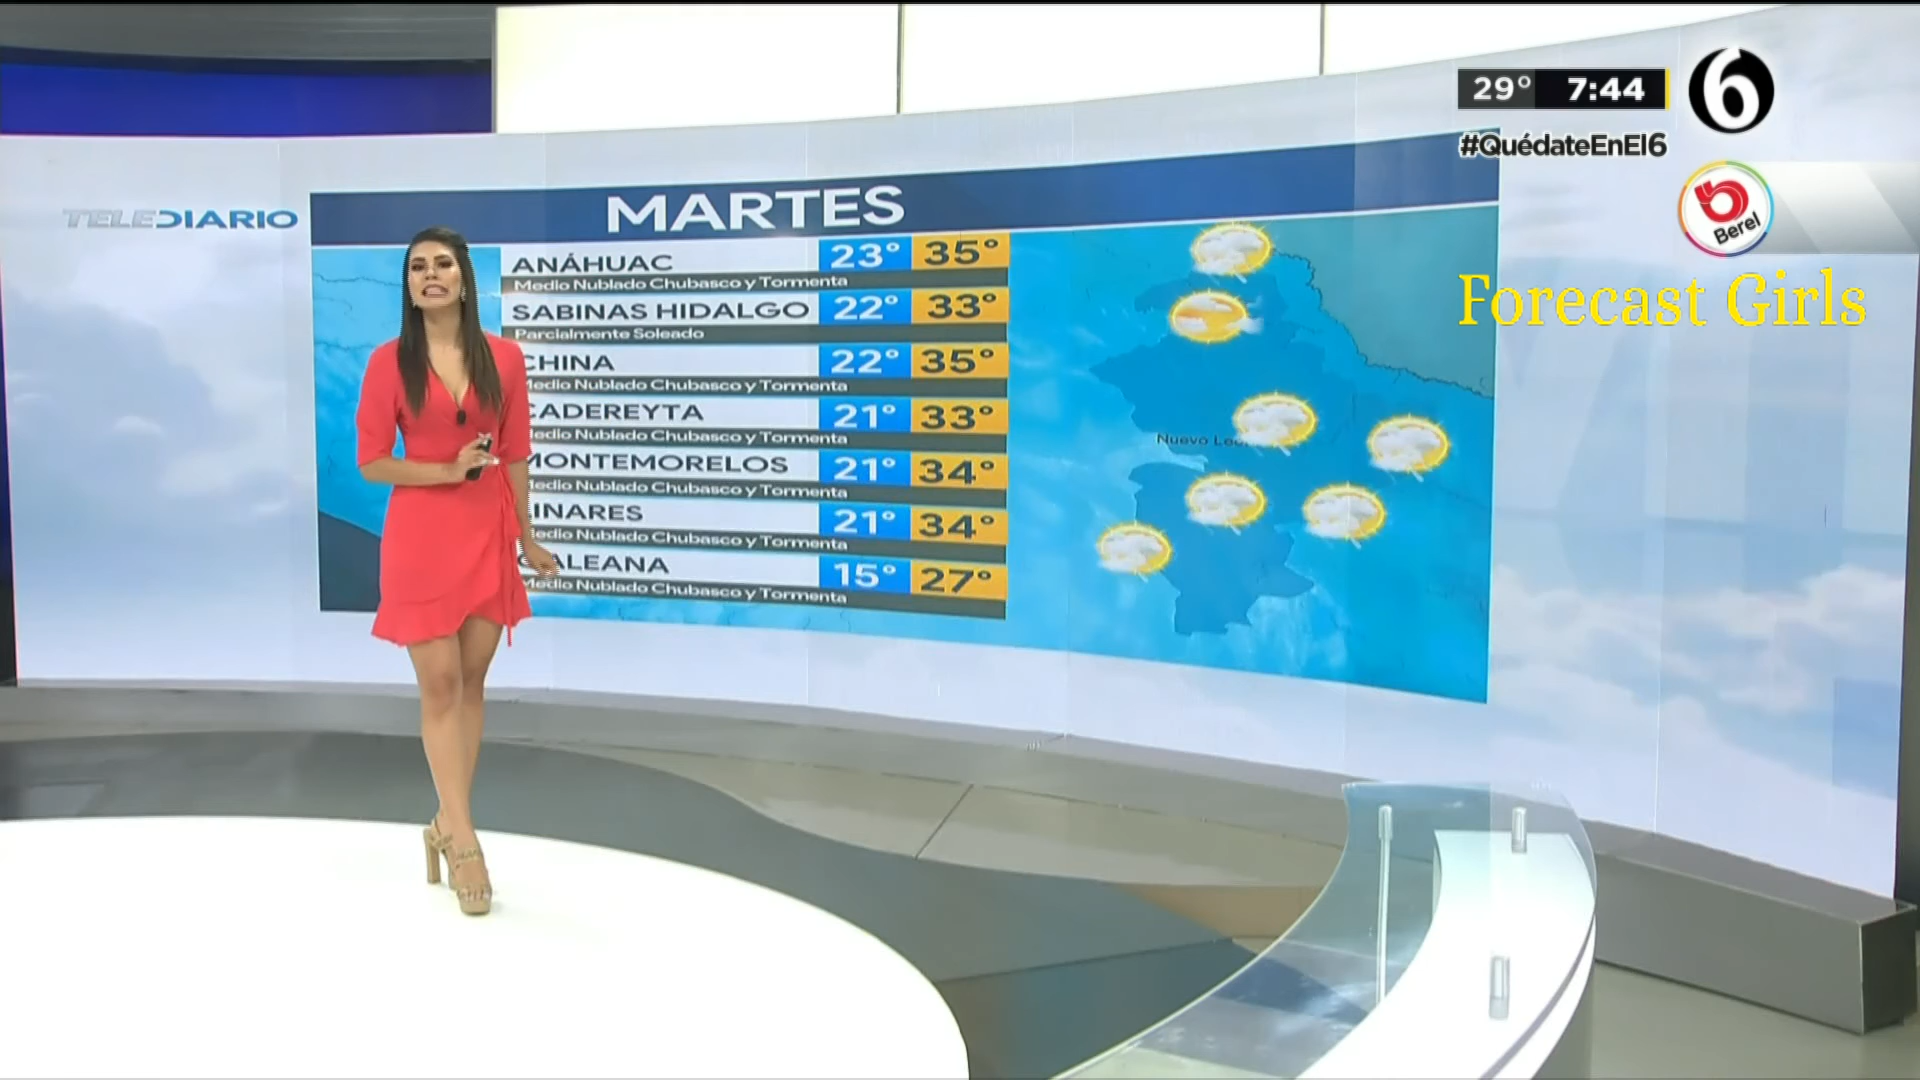 29° 7:44
6
#QuédateEnEl6
Berel
Forecast Girls
TELEDIARIO
MARTES
ANÁHUAC 23° 35°
Medio Nublado Chubasco y Tormenta
SABINAS HIDALGO 22° 33°
Parcialmente Soleado
CHINA 22° 35°
Medio Nublado Chubasco y Tormenta
CADEREYTA 21° 33°
Medio Nublado Chubasco y Tormenta
MONTEMORELOS 21° 34°
Medio Nublado Chubasco y Tormenta
INARES 21° 34°
Medio Nublado Chubasco y Tormenta
GALEANA 15° 27°
Medio Nublado Chubasco y Tormenta
Nuevo León